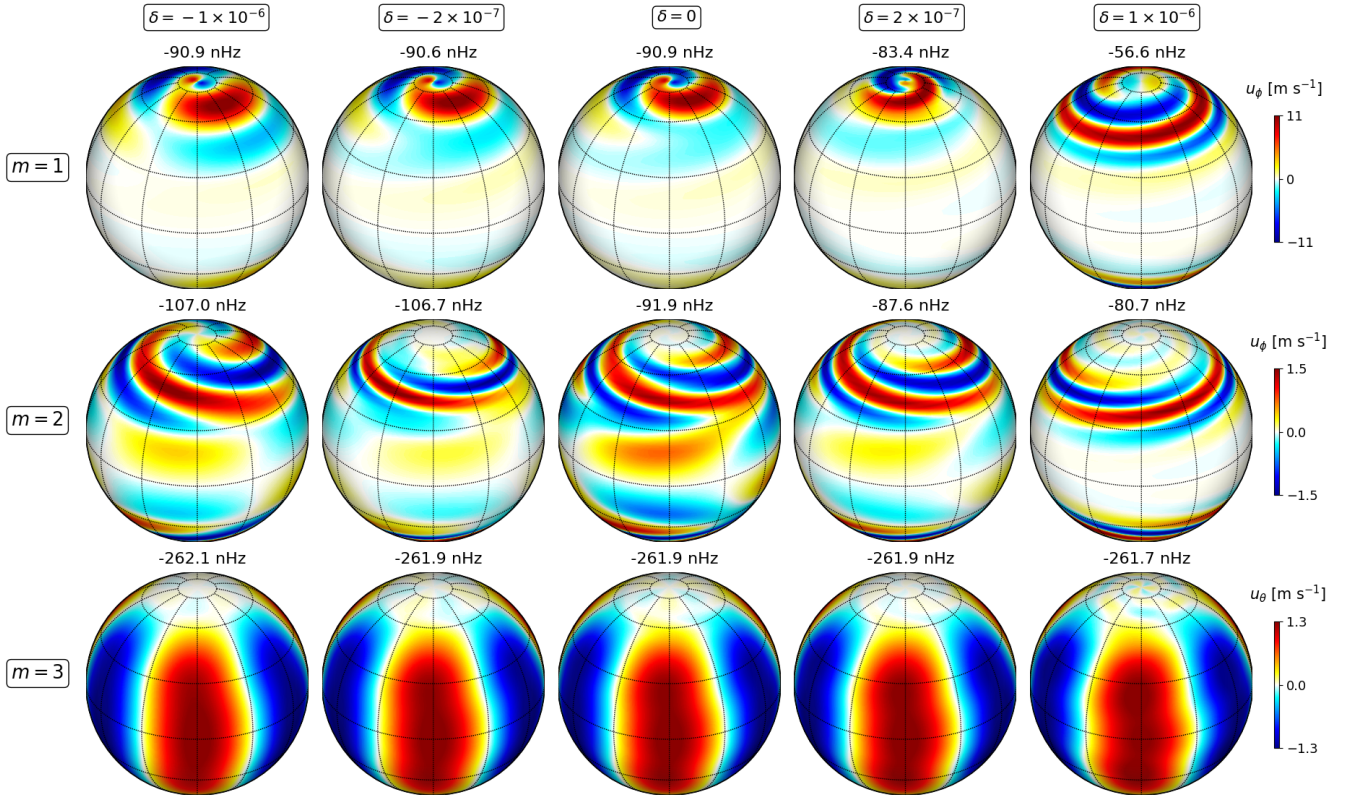 δ = − 1 × 10⁻⁶ δ = − 2 × 10⁻⁷ δ = 0 δ = 2 × 10⁻⁷ δ = 1 × 10⁻⁶
-90.9 nHz -90.6 nHz -90.9 nHz -83.4 nHz -56.6 nHz
u_ϕ [m s⁻¹]
11
m = 1
0
−11
-107.0 nHz -106.7 nHz -91.9 nHz -87.6 nHz -80.7 nHz
u_ϕ [m s⁻¹]
1.5
m = 2
0.0
−1.5
-262.1 nHz -261.9 nHz -261.9 nHz -261.9 nHz -261.7 nHz
u_θ [m s⁻¹]
1.3
m = 3
0.0
−1.3